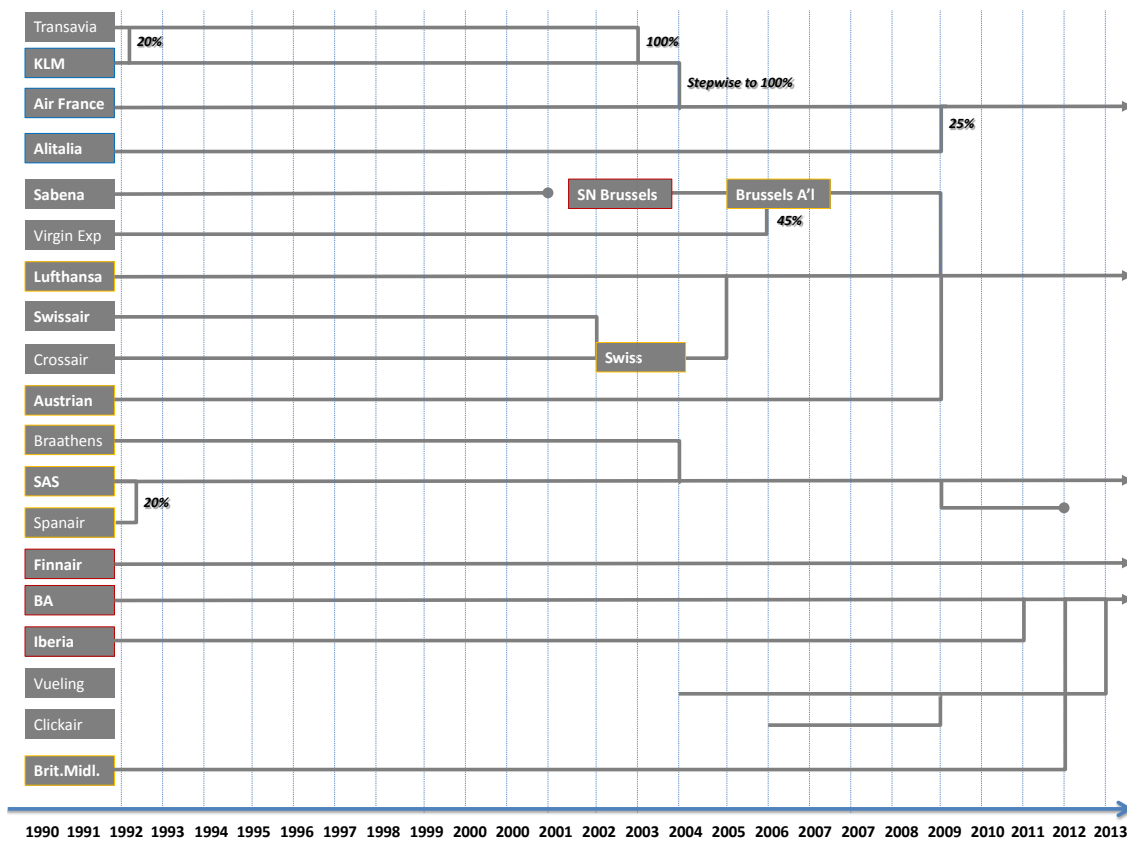 Transavia
20%
100%
KLM
Stepwise to 100%
Air France
25%
Alitalia
Sabena
SN Brussels
Brussels A'l
45%
Virgin Exp
Lufthansa
Swissair
Crossair
Swiss
Austrian
Braathens
SAS
20%
Spanair
Finnair
BA
Iberia
Vueling
Clickair
Brit.Midl.
1990 1991 1992 1993 1994 1995 1996 1997 1998 1999 2000 2000 2001 2002 2003 2004 2005 2006 2007 2007 2008 2009 2010 2011 2012 2013